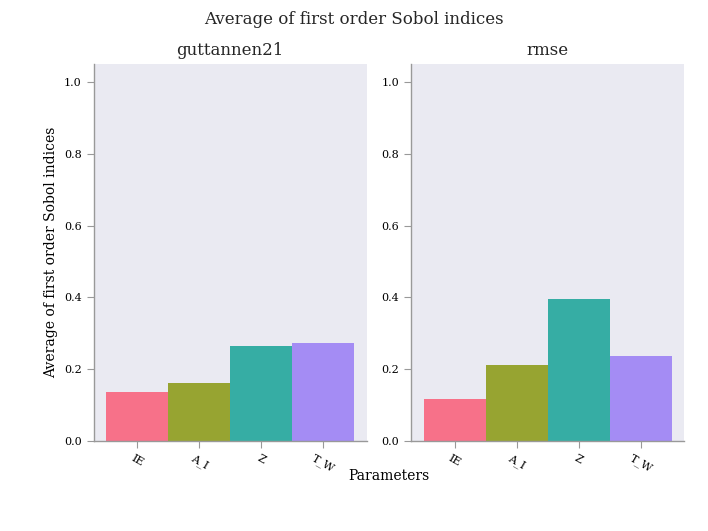 Average of first order Sobol indices
guttannen21
rmse
Average of first order Sobol indices
1.0
0.8
0.6
0.4
0.2
0.0
IE
A_I
Z
T_W
1.0
0.8
0.6
0.4
0.2
0.0
IE
A_I
Z
T_W
Parameters